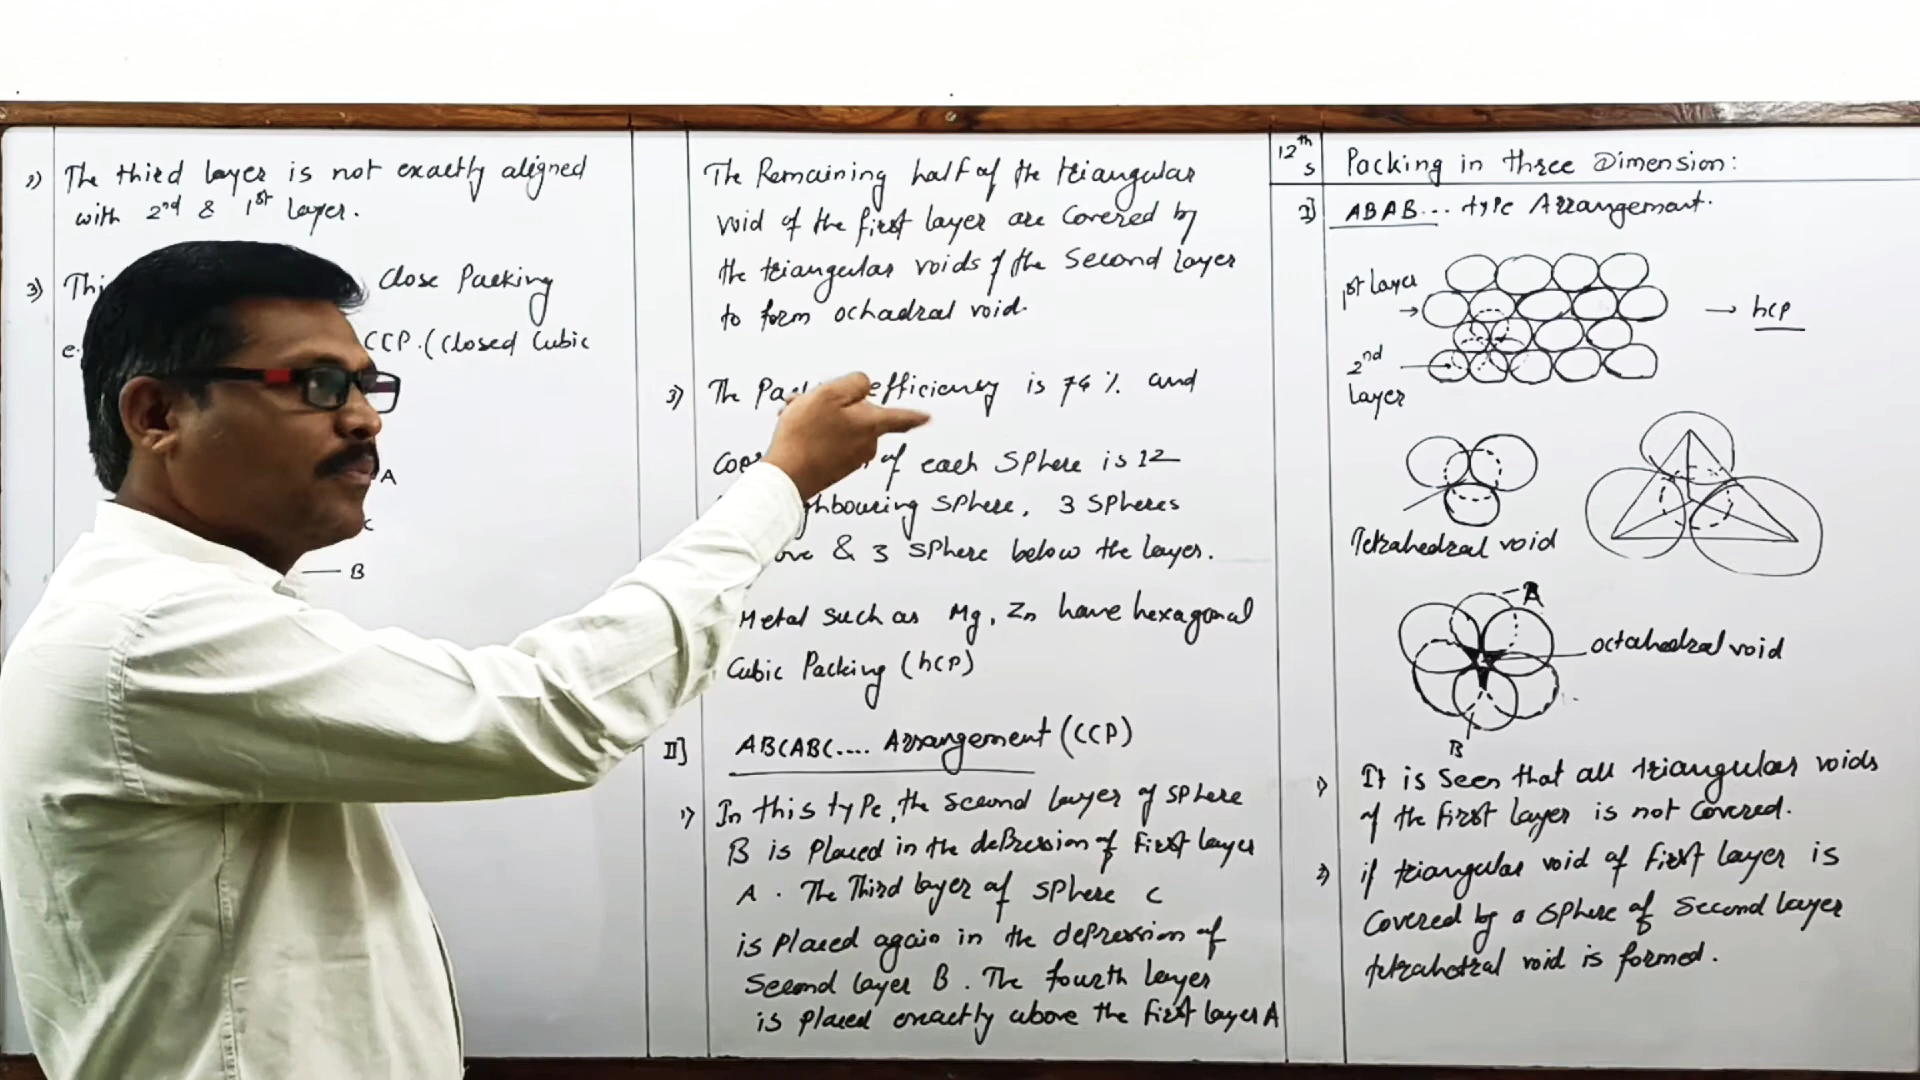 2) The third layer is not exactly aligned
with 2nd & 1st layer.
3) Close Packing
CCP. (Closed Cubic
A
C
B
The Remaining half of the triangular
void of the first layer are covered by
the triangular voids of the second layer
to form ochadral void.
3) The efficiency is 74 % and
of each sphere is 12
sphere, 3 spheres
& 3 sphere below the layer.
Metal such as Mg, Zn have hexagonal
Cubic Packing (hcp)
II] ABCABC.... Arrangement (CCP)
1) In this type, the second layer of sphere
B is placed in the depression of first layer
A. The Third layer of sphere C
is placed again in the depression of
second layer B. The fourth layer
is placed exactly above the first layer A
12th
S
Packing in three Dimension:
I] ABAB... type Arrangement.
1st layer
→ hcp
2nd
layer
Tetrahedral void
A
octahedral void
B
1) It is seen that all triangular voids
of the first layer is not covered.
2) if triangular void of first layer is
covered by a sphere of second layer
tetrahedral void is formed.